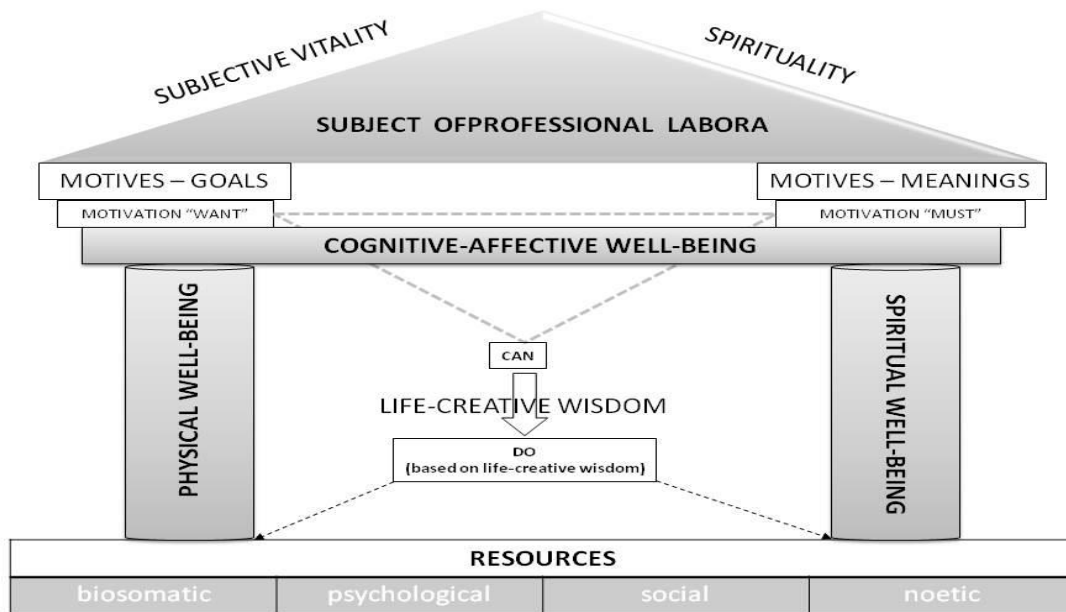 SUBJECTIVE VITALITY
SPIRITUALITY
SUBJECT OFPROFESSIONAL LABORA
MOTIVES – GOALS
MOTIVES – MEANINGS
MOTIVATION “WANT”
MOTIVATION “MUST”
COGNITIVE-AFFECTIVE WELL-BEING
PHYSICAL WELL-BEING
SPIRITUAL WELL-BEING
CAN
LIFE-CREATIVE WISDOM
DO
(based on life-creative wisdom)
RESOURCES
biosomatic
psychological
social
noetic